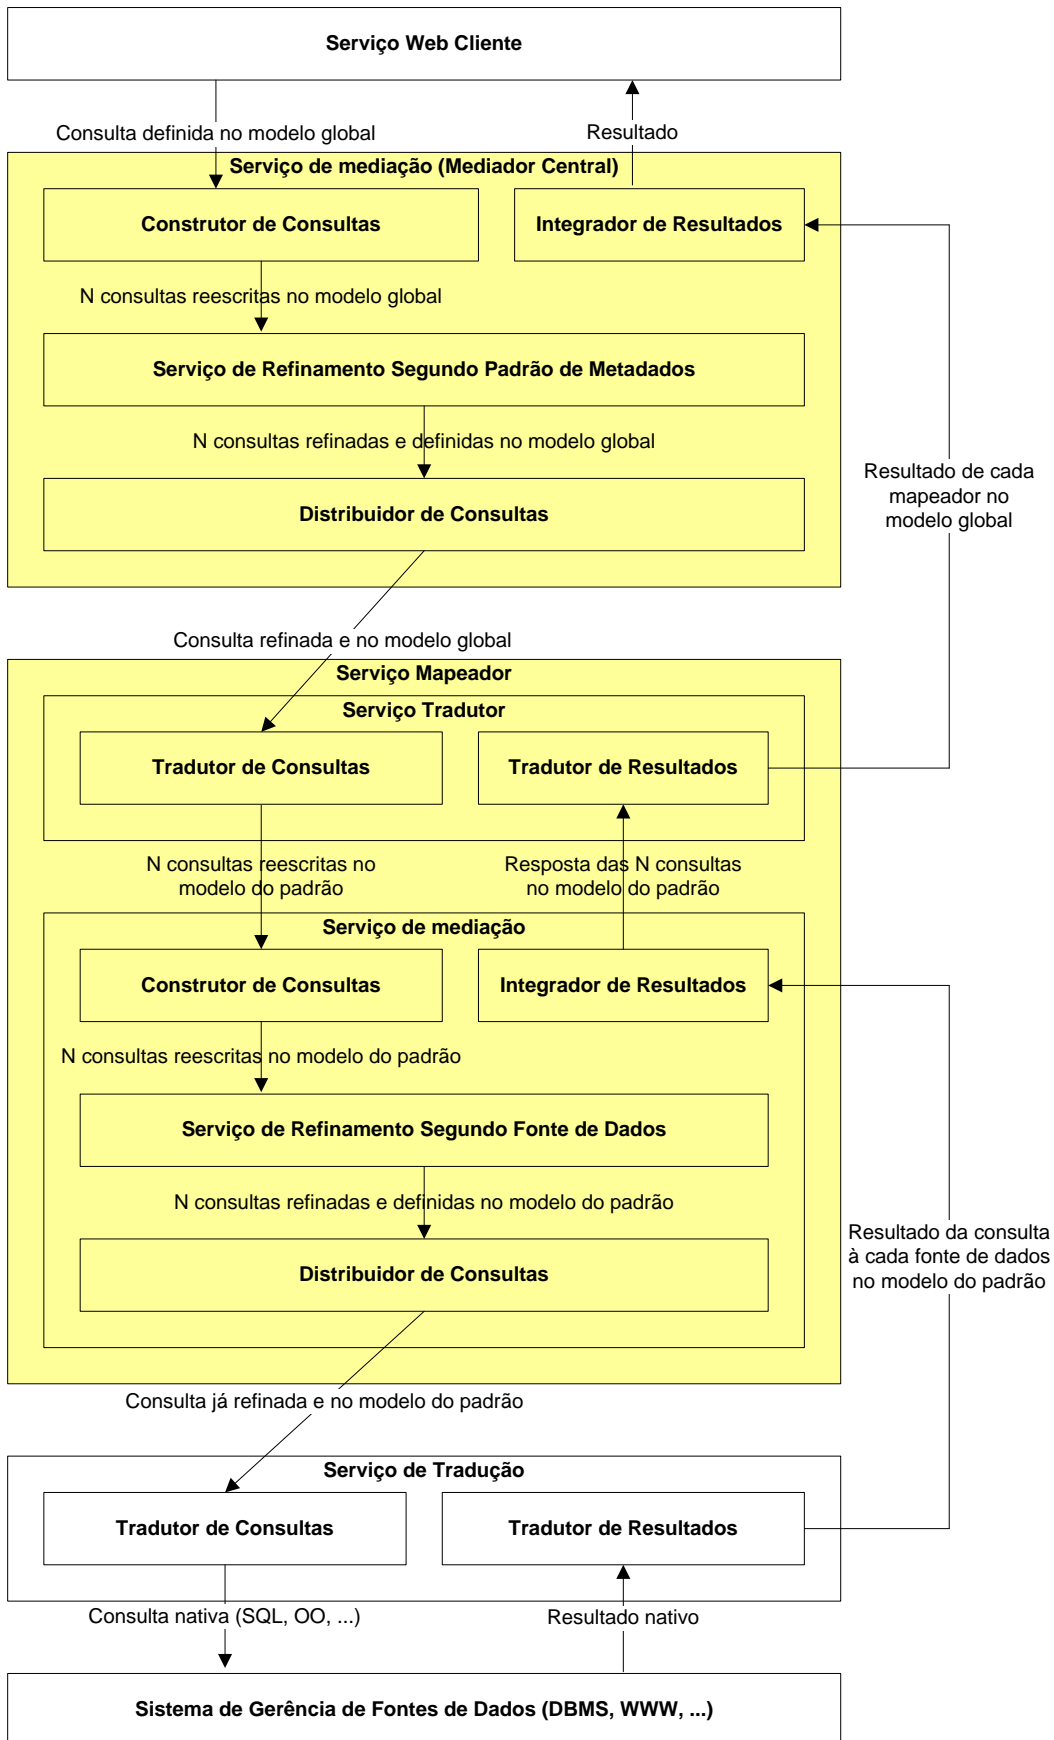 Serviço Web Cliente
Consulta definida no modelo global
Resultado
Serviço de mediação (Mediador Central)
Construtor de Consultas
Integrador de Resultados
N consultas reescritas no modelo global
Serviço de Refinamento Segundo Padrão de Metadados
N consultas refinadas e definidas no modelo global
Distribuidor de Consultas
Resultado de cada
mapeador no
modelo global
Consulta refinada e no modelo global
Serviço Mapeador
Serviço Tradutor
Tradutor de Consultas
Tradutor de Resultados
N consultas reescritas no
modelo do padrão
Resposta das N consultas
no modelo do padrão
Serviço de mediação
Construtor de Consultas
Integrador de Resultados
N consultas reescritas no modelo do padrão
Serviço de Refinamento Segundo Fonte de Dados
N consultas refinadas e definidas no modelo do padrão
Distribuidor de Consultas
Resultado da consulta
à cada fonte de dados
no modelo do padrão
Consulta já refinada e no modelo do padrão
Serviço de Tradução
Tradutor de Consultas
Tradutor de Resultados
Consulta nativa (SQL, OO, ...)
Resultado nativo
Sistema de Gerência de Fontes de Dados (DBMS, WWW, ...)